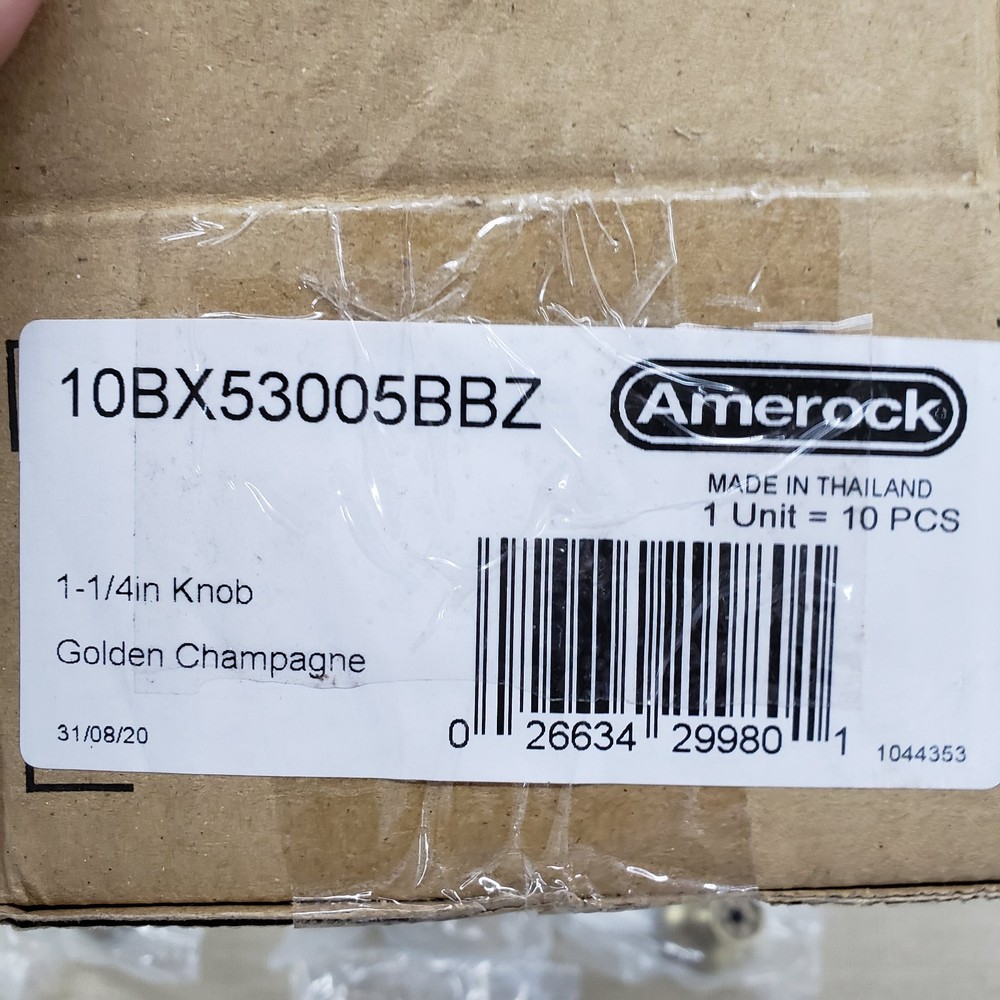 10BX53005BBZ
Amerock
MADE IN THAILAND
1 Unit = 10 PCS
1-1/4in Knob
Golden Champagne
31/08/20
0 26634 29980 1
1044353